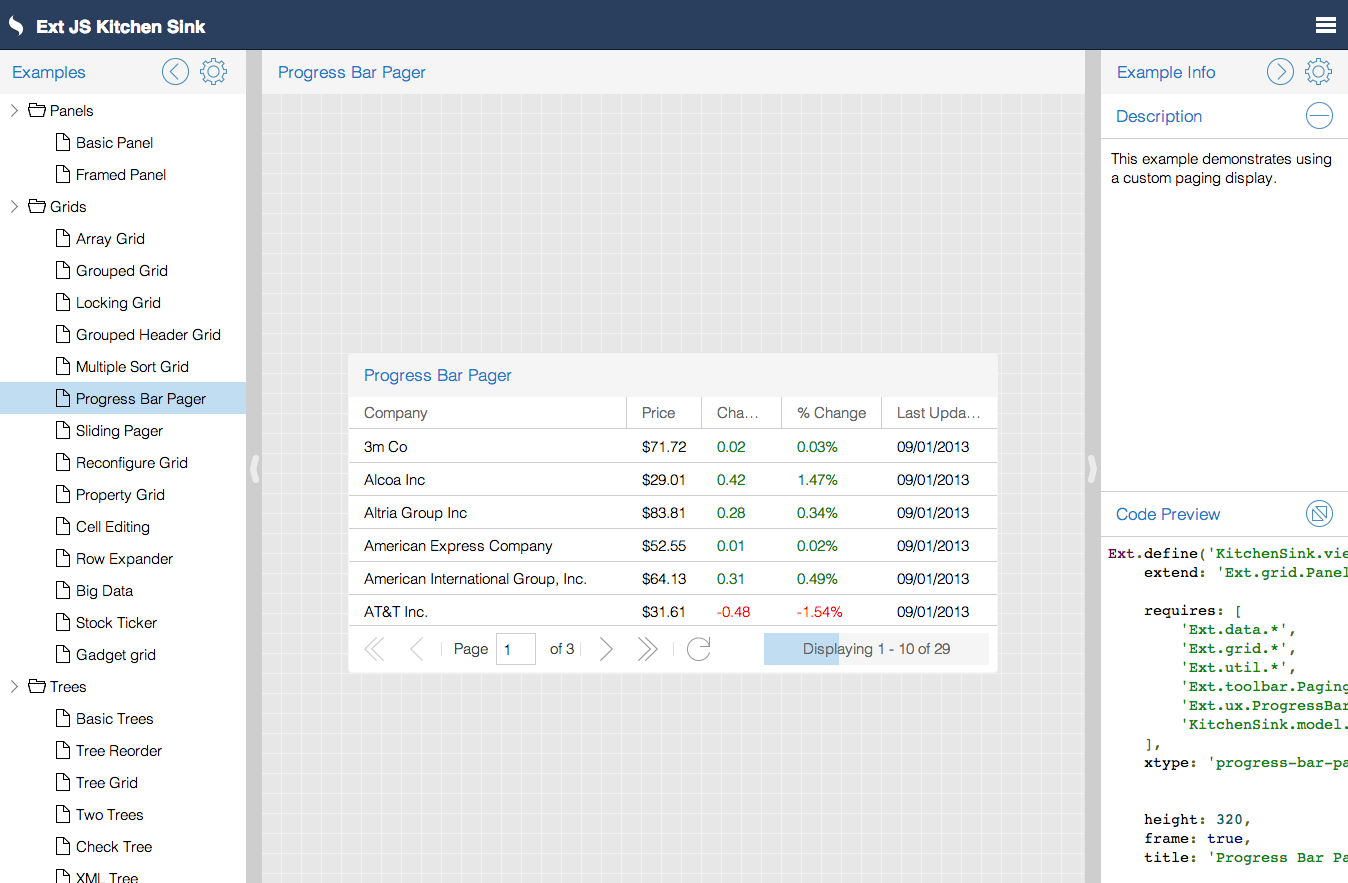 Ext JS Kitchen Sink
Examples
Panels
Basic Panel
Framed Panel
Grids
Array Grid
Grouped Grid
Locking Grid
Grouped Header Grid
Multiple Sort Grid
Progress Bar Pager
Sliding Pager
Reconfigure Grid
Property Grid
Cell Editing
Row Expander
Big Data
Stock Ticker
Gadget grid
Trees
Basic Trees
Tree Reorder
Tree Grid
Two Trees
Check Tree
XML Tree
Progress Bar Pager
Progress Bar Pager
Company Price Cha... % Change Last Upda...
3m Co $71.72 0.02 0.03% 09/01/2013
Alcoa Inc $29.01 0.42 1.47% 09/01/2013
Altria Group Inc $83.81 0.28 0.34% 09/01/2013
American Express Company $52.55 0.01 0.02% 09/01/2013
American International Group, Inc. $64.13 0.31 0.49% 09/01/2013
AT&T Inc. $31.61 -0.48 -1.54% 09/01/2013
Page 1 of 3 Displaying 1 - 10 of 29
Example Info
Description
This example demonstrates using
a custom paging display.
Code Preview
Ext.define('KitchenSink.vie
extend: 'Ext.grid.Panel
requires: [
'Ext.data.*',
'Ext.grid.*',
'Ext.util.*',
'Ext.toolbar.Paging
'Ext.ux.ProgressBar
'KitchenSink.model.
],
xtype: 'progress-bar-pa
height: 320,
frame: true,
title: 'Progress Bar Pa